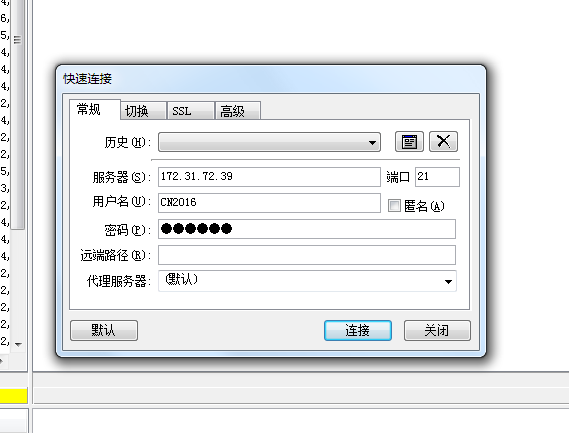 快速连接
常规 切换 SSL 高级
历史(H):
服务器(S): 172.31.72.39 端口 21
用户名(U): CN2016 匿名(A)
密码(P): ●●●●●●
远端路径(R):
代理服务器: (默认)
默认 连接 关闭